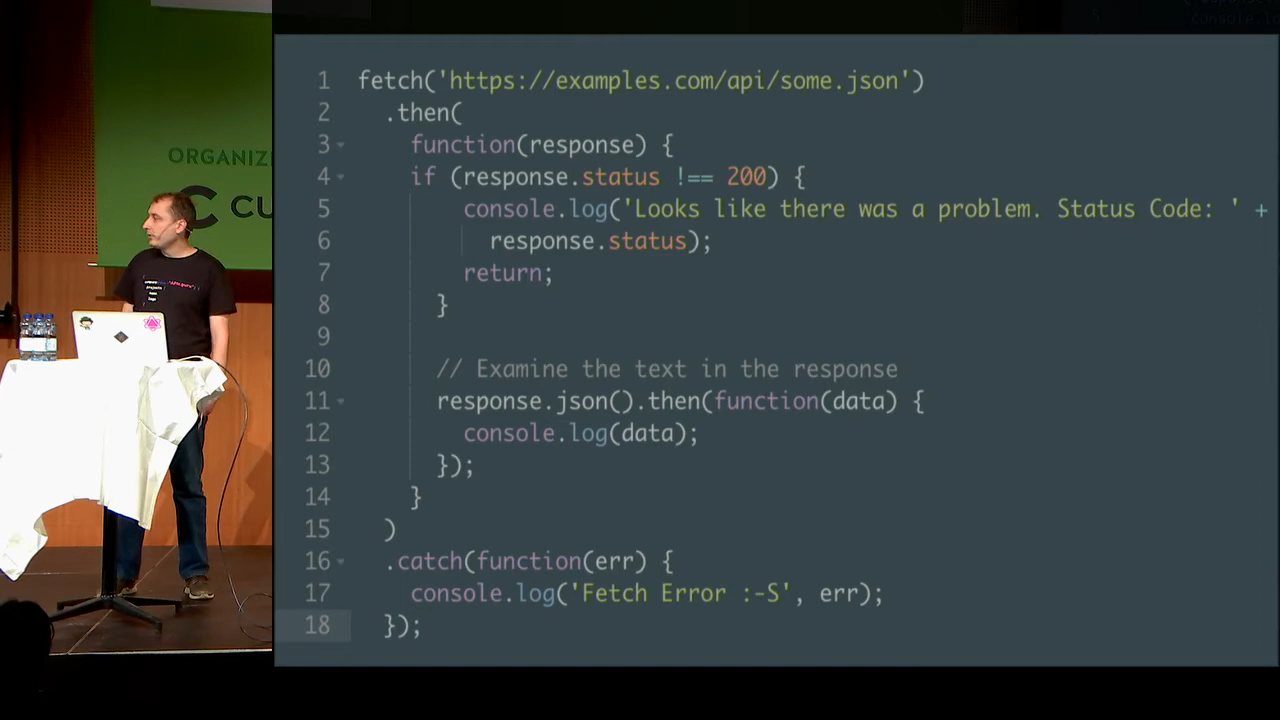 ORGANIZE
CU
1 fetch('https://examples.com/api/some.json')
2 .then(
3 function(response) {
4 if (response.status !== 200) {
5 console.log('Looks like there was a problem. Status Code: ' +
6 response.status);
7 return;
8 }
9
10 // Examine the text in the response
11 response.json().then(function(data) {
12 console.log(data);
13 });
14 }
15 )
16 .catch(function(err) {
17 console.log('Fetch Error :-S', err);
18 });